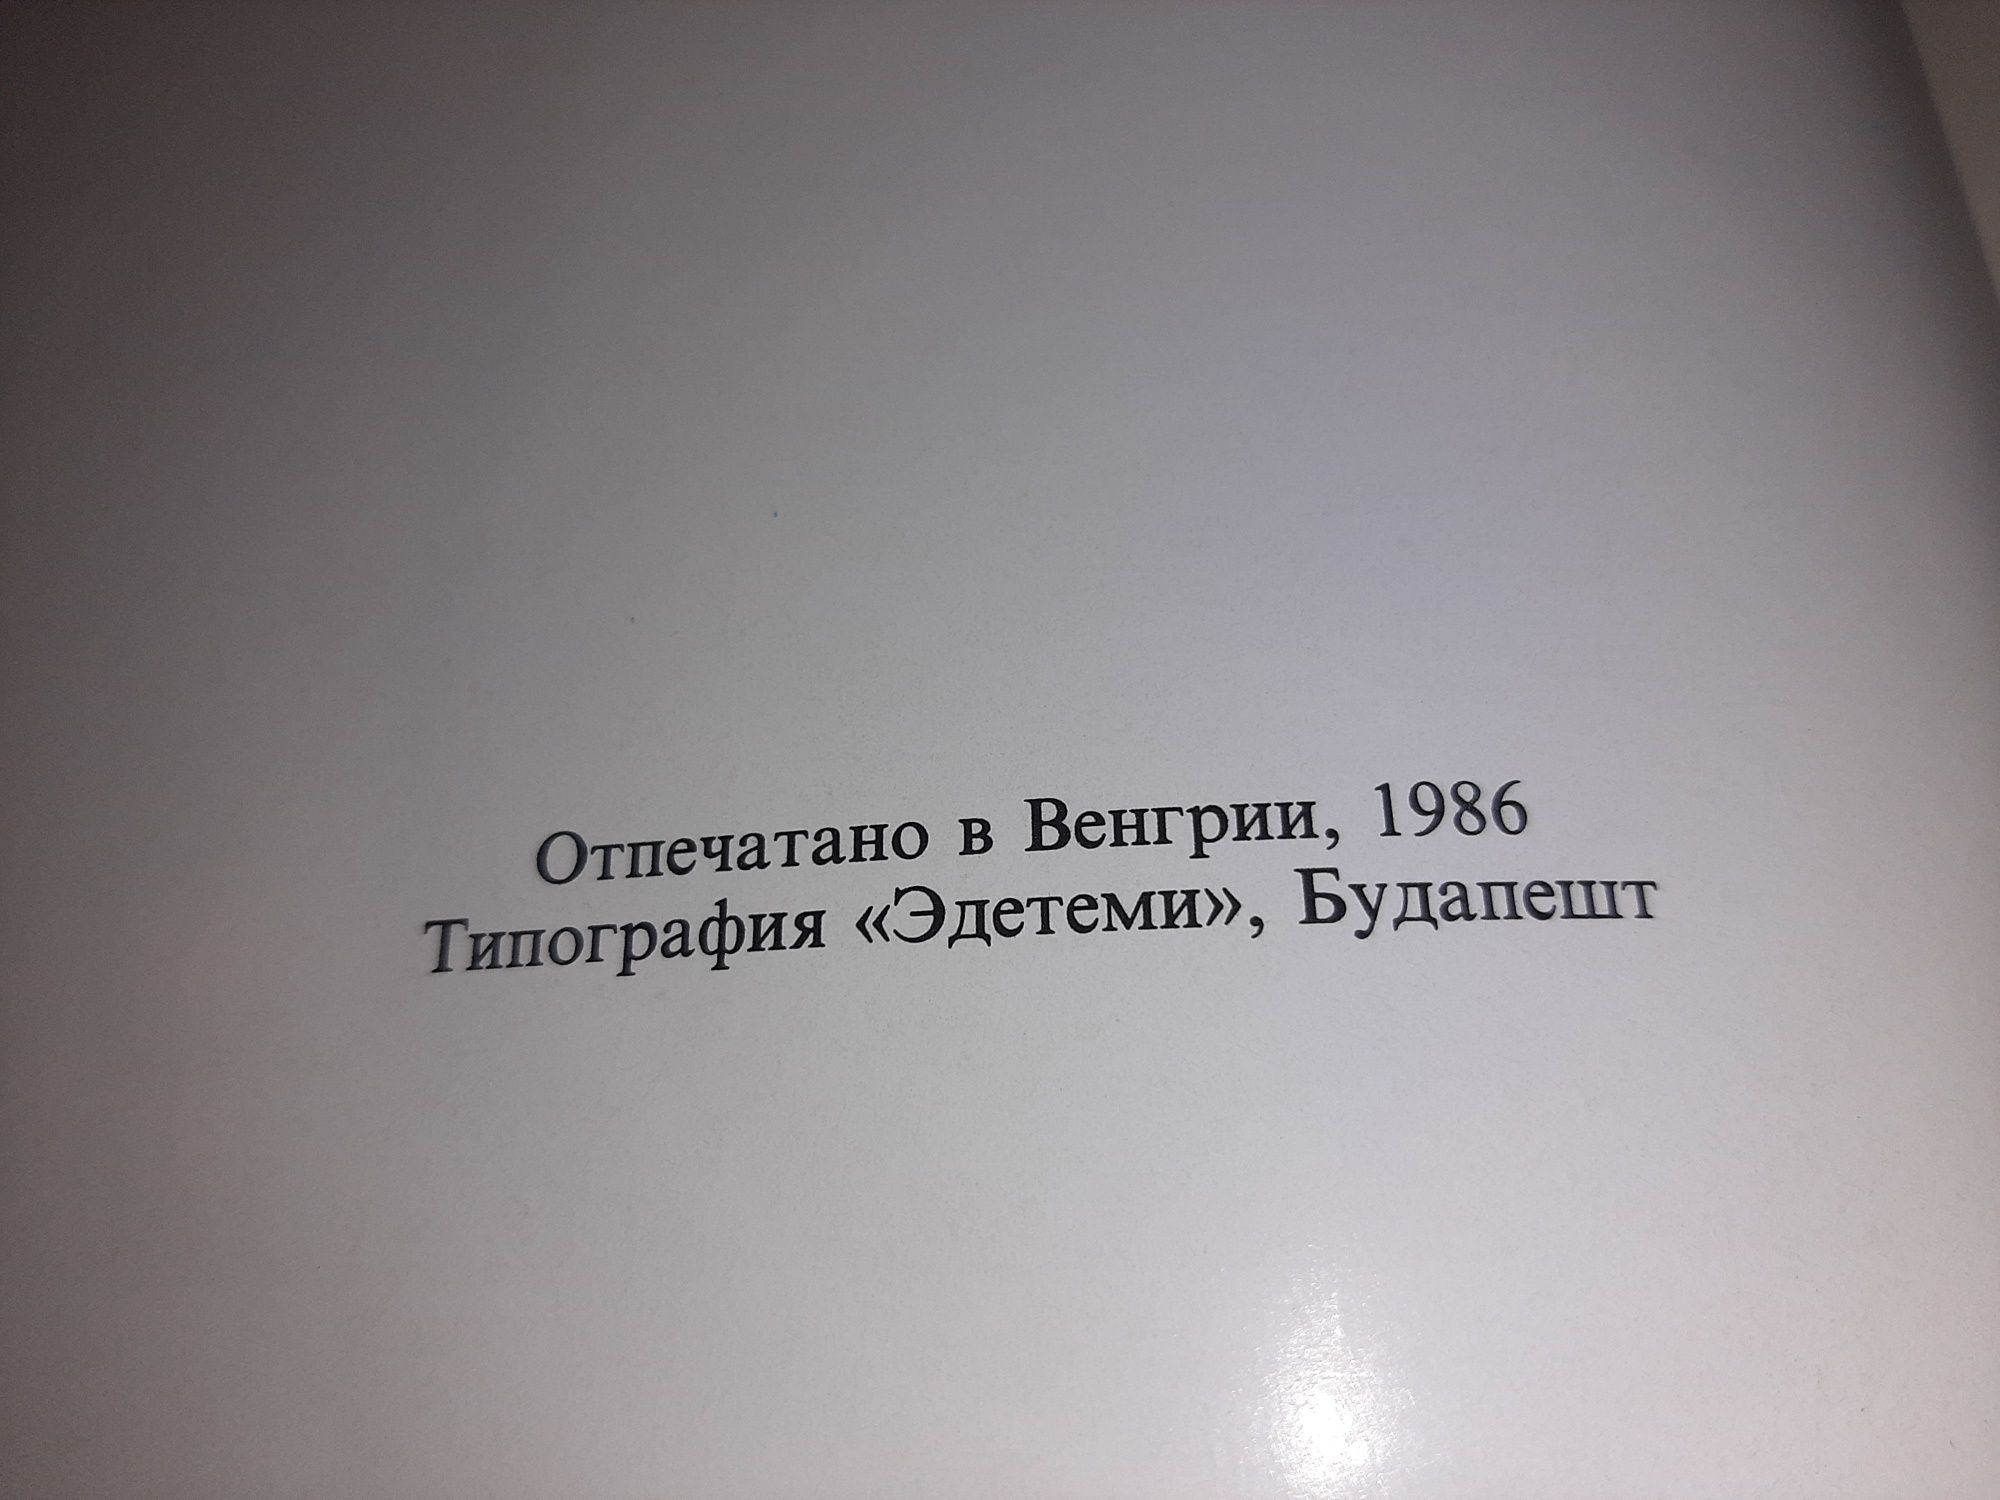 Отпечатано в Венгрии, 1986
Типография «Эдетеми», Будапешт